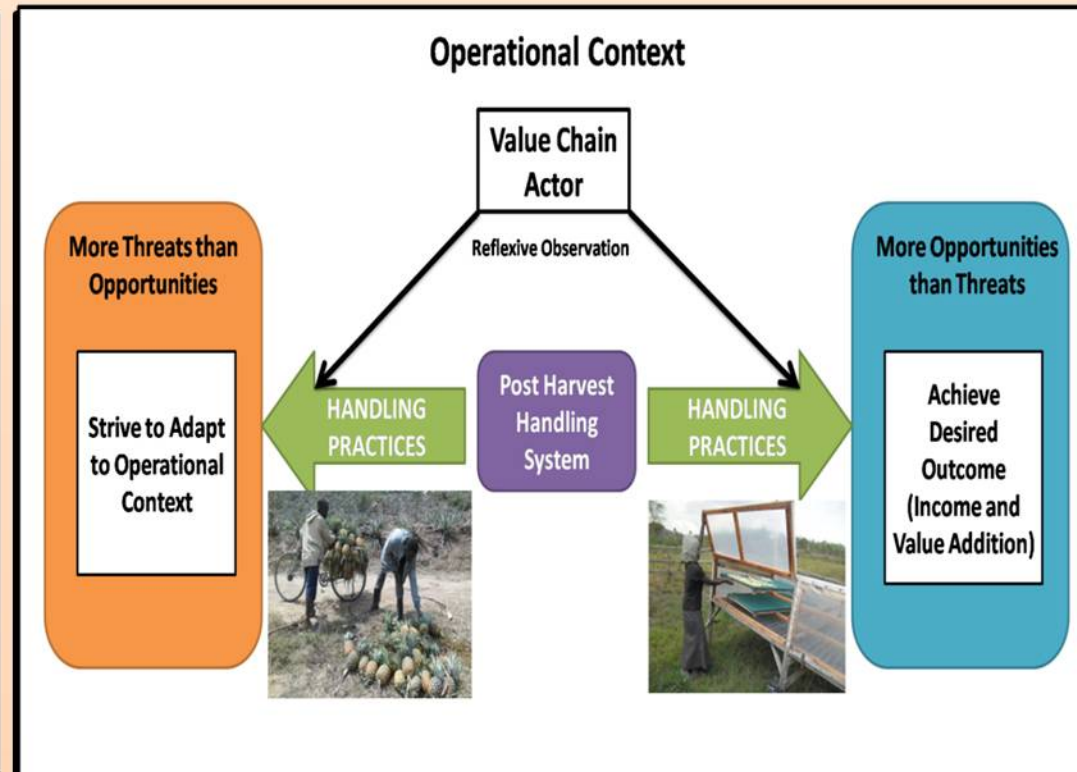 Operational Context
Value Chain
Actor
Reflexive Observation
More Threats than
Opportunities
Strive to Adapt
to Operational
Context
HANDLING
PRACTICES
Post Harvest
Handling
System
HANDLING
PRACTICES
More Opportunities
than Threats
Achieve
Desired
Outcome
(Income and
Value Addition)